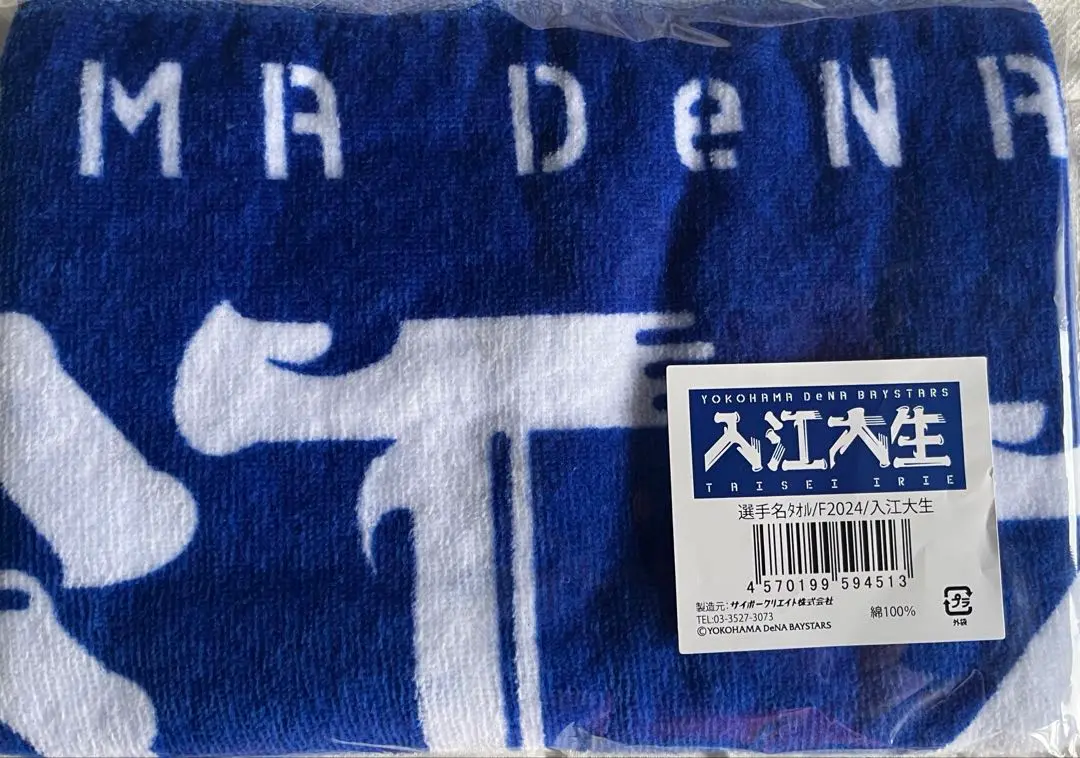 MA DeNA
YOKOHAMA DeNA BAYSTARS
入江大生
TAISEI IRIE
選手名ﾀｵﾙ/F2024/入江大生
4 570199 594513
製造元：サイボークリエイト株式会社
TEL:03-3527-3073
©YOKOHAMA DeNA BAYSTARS
綿100%
プラ
外袋